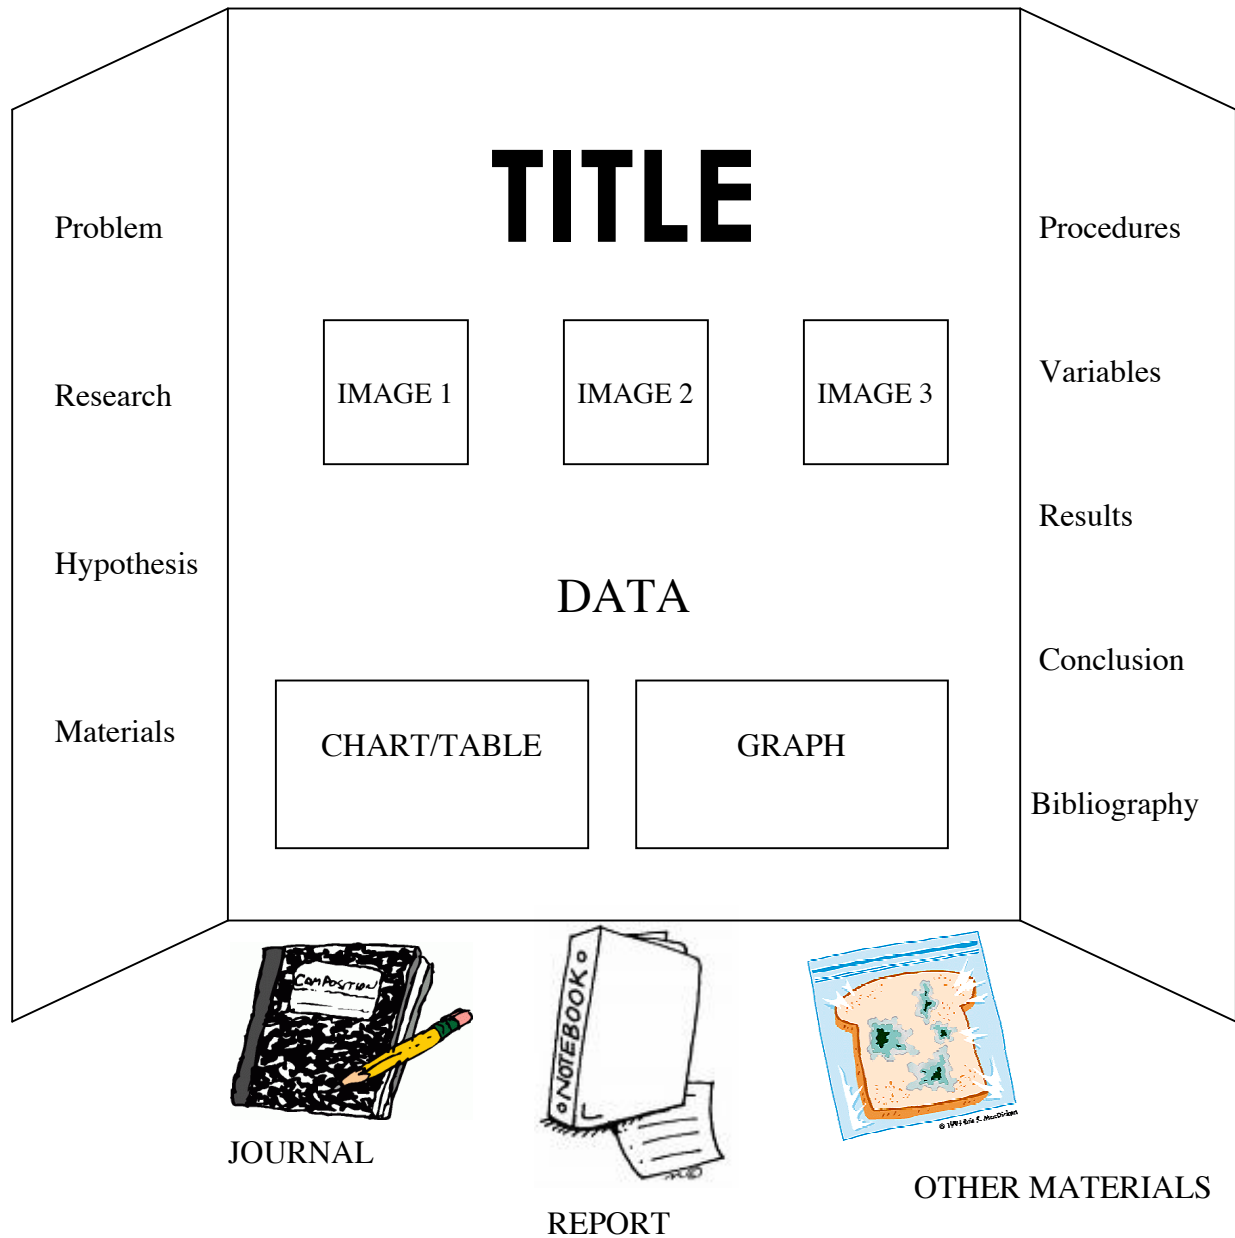 TITLE
Problem
Research
Hypothesis
Materials
IMAGE 1
IMAGE 2
IMAGE 3
DATA
CHART/TABLE
GRAPH
Procedures
Variables
Results
Conclusion
Bibliography
COMPOSITION
NOTEBOOK
JOURNAL
REPORT
OTHER MATERIALS